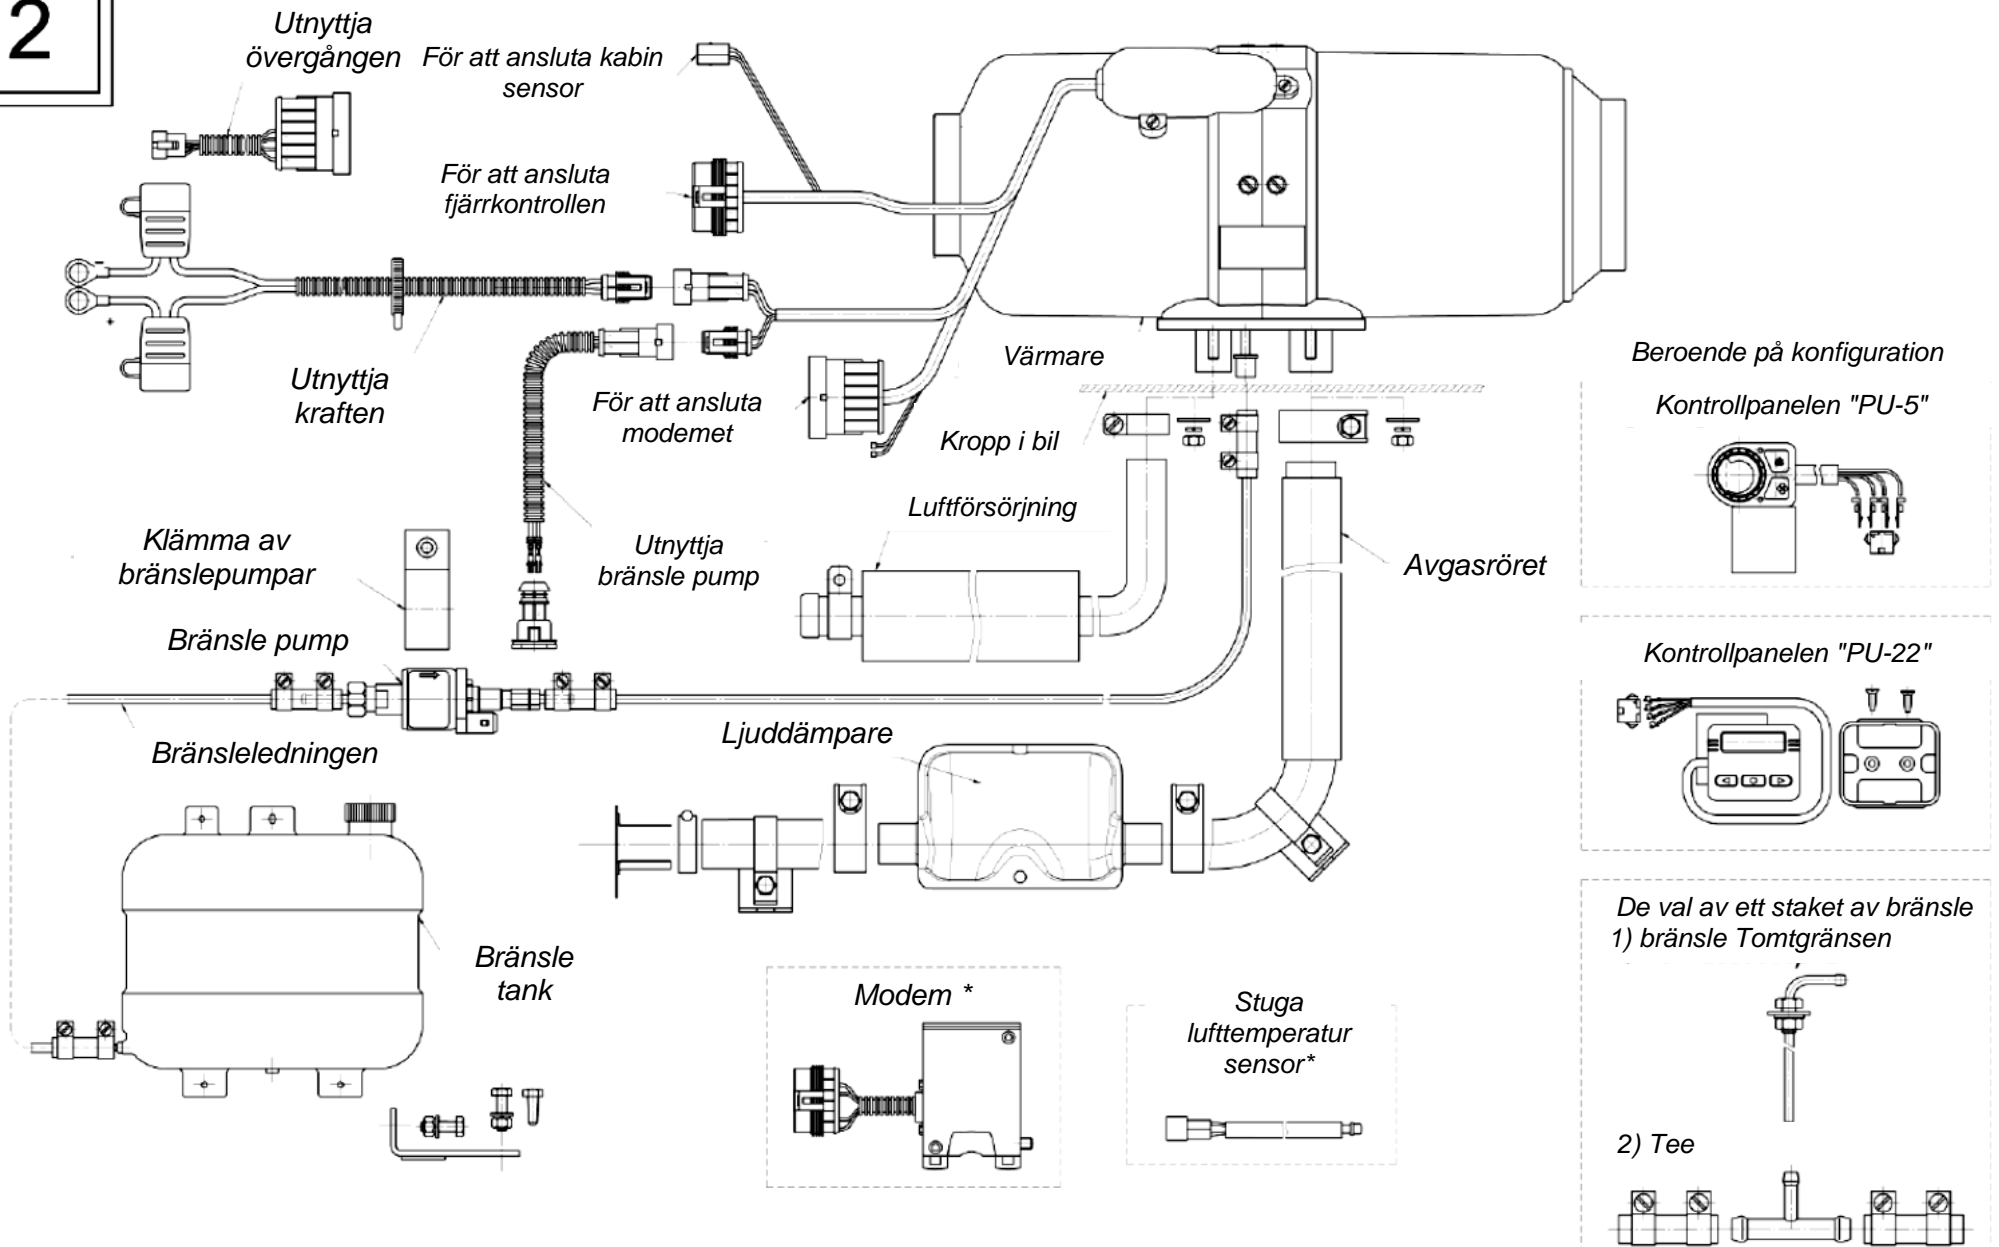 2
Utnyttja
övergången
För att ansluta kabin
sensor
För att ansluta
fjärrkontrollen
-
+
Utnyttja
kraften
För att ansluta
modemet
Värmare
Kropp i bil
Luftförsörjning
Klämma av
bränslepumpar
Utnyttja
bränsle pump
Avgasröret
Bränsle pump
Bränsleledningen
Ljuddämpare
Bränsle
tank
Modem *
Stuga
lufttemperatur
sensor*
Beroende på konfiguration
Kontrollpanelen "PU-5"
Kontrollpanelen "PU-22"
De val av ett staket av bränsle
1) bränsle Tomtgränsen
2) Tee